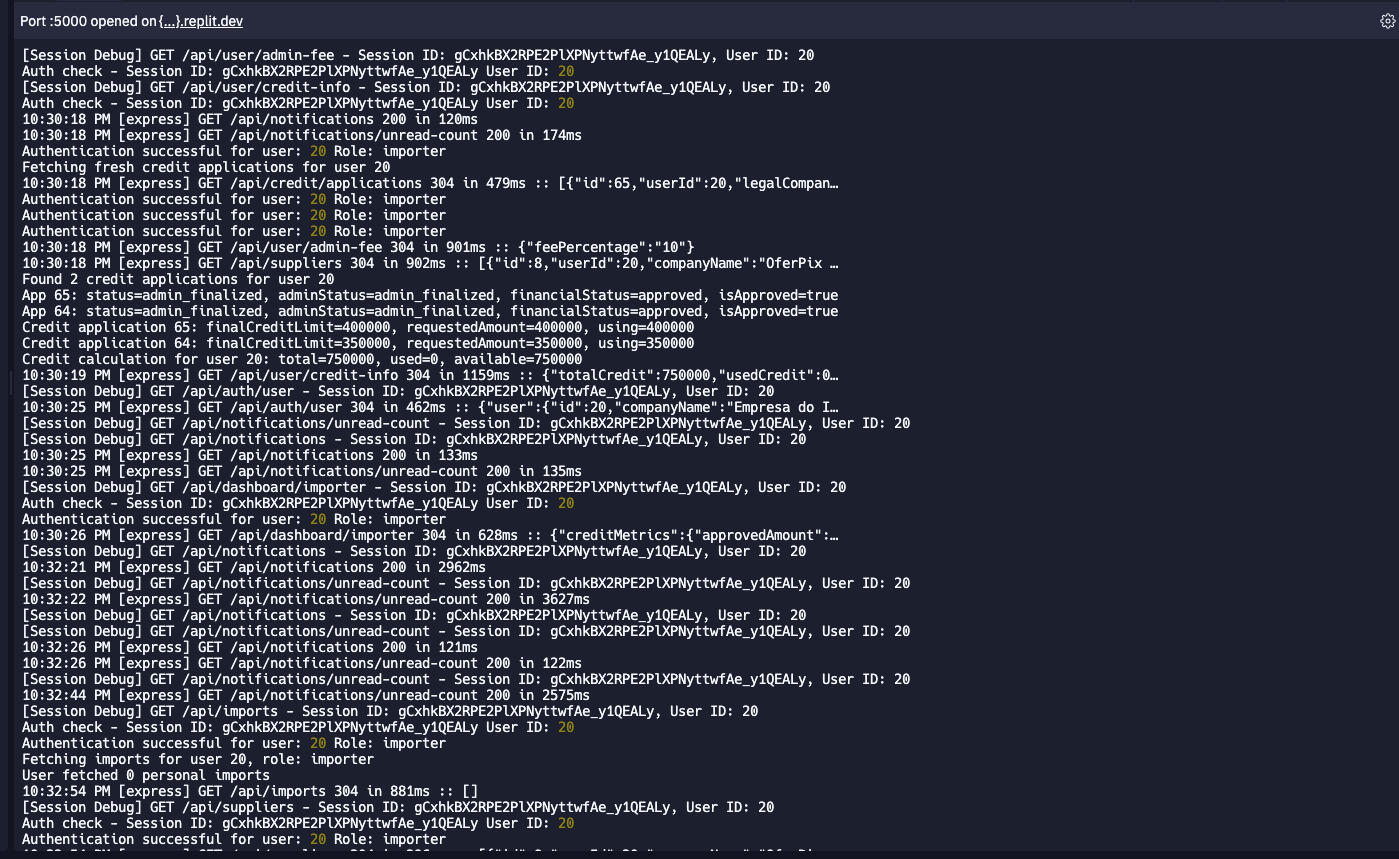 Port :5000 opened on {...}.replit.dev
[Session Debug] GET /api/user/admin-fee - Session ID: gCxhkBX2RPE2PlXPNyttwfAe_y1QEALy, User ID: 20
Auth check - Session ID: gCxhkBX2RPE2PlXPNyttwfAe_y1QEALy User ID: 20
[Session Debug] GET /api/user/credit-info - Session ID: gCxhkBX2RPE2PlXPNyttwfAe_y1QEALy, User ID: 20
Auth check - Session ID: gCxhkBX2RPE2PlXPNyttwfAe_y1QEALy User ID: 20
10:30:18 PM [express] GET /api/notifications 200 in 120ms
10:30:18 PM [express] GET /api/notifications/unread-count 200 in 174ms
Authentication successful for user: 20 Role: importer
Fetching fresh credit applications for user 20
10:30:18 PM [express] GET /api/credit/applications 304 in 479ms :: [{"id":65,"userId":20,"legalCompan…
Authentication successful for user: 20 Role: importer
Authentication successful for user: 20 Role: importer
Authentication successful for user: 20 Role: importer
10:30:18 PM [express] GET /api/user/admin-fee 304 in 901ms :: {"feePercentage":"10"}
10:30:18 PM [express] GET /api/suppliers 304 in 902ms :: [{"id":8,"userId":20,"companyName":"OferPix …
Found 2 credit applications for user 20
App 65: status=admin_finalized, adminStatus=admin_finalized, financialStatus=approved, isApproved=true
App 64: status=admin_finalized, adminStatus=admin_finalized, financialStatus=approved, isApproved=true
Credit application 65: finalCreditLimit=400000, requestedAmount=400000, using=400000
Credit application 64: finalCreditLimit=350000, requestedAmount=350000, using=350000
Credit calculation for user 20: total=750000, used=0, available=750000
10:30:19 PM [express] GET /api/user/credit-info 304 in 1159ms :: {"totalCredit":750000,"usedCredit":0…
[Session Debug] GET /api/auth/user - Session ID: gCxhkBX2RPE2PlXPNyttwfAe_y1QEALy, User ID: 20
10:30:25 PM [express] GET /api/auth/user 304 in 462ms :: {"user":{"id":20,"companyName":"Empresa do I…
[Session Debug] GET /api/notifications/unread-count - Session ID: gCxhkBX2RPE2PlXPNyttwfAe_y1QEALy, User ID: 20
[Session Debug] GET /api/notifications - Session ID: gCxhkBX2RPE2PlXPNyttwfAe_y1QEALy, User ID: 20
10:30:25 PM [express] GET /api/notifications 200 in 133ms
10:30:25 PM [express] GET /api/notifications/unread-count 200 in 135ms
[Session Debug] GET /api/dashboard/importer - Session ID: gCxhkBX2RPE2PlXPNyttwfAe_y1QEALy, User ID: 20
Auth check - Session ID: gCxhkBX2RPE2PlXPNyttwfAe_y1QEALy User ID: 20
Authentication successful for user: 20 Role: importer
10:30:26 PM [express] GET /api/dashboard/importer 304 in 628ms :: {"creditMetrics":{"approvedAmount":…
[Session Debug] GET /api/notifications - Session ID: gCxhkBX2RPE2PlXPNyttwfAe_y1QEALy, User ID: 20
10:32:21 PM [express] GET /api/notifications 200 in 2962ms
[Session Debug] GET /api/notifications/unread-count - Session ID: gCxhkBX2RPE2PlXPNyttwfAe_y1QEALy, User ID: 20
10:32:22 PM [express] GET /api/notifications/unread-count 200 in 3627ms
[Session Debug] GET /api/notifications - Session ID: gCxhkBX2RPE2PlXPNyttwfAe_y1QEALy, User ID: 20
[Session Debug] GET /api/notifications/unread-count - Session ID: gCxhkBX2RPE2PlXPNyttwfAe_y1QEALy, User ID: 20
10:32:26 PM [express] GET /api/notifications 200 in 121ms
10:32:26 PM [express] GET /api/notifications/unread-count 200 in 122ms
[Session Debug] GET /api/notifications/unread-count - Session ID: gCxhkBX2RPE2PlXPNyttwfAe_y1QEALy, User ID: 20
10:32:44 PM [express] GET /api/notifications/unread-count 200 in 2575ms
[Session Debug] GET /api/imports - Session ID: gCxhkBX2RPE2PlXPNyttwfAe_y1QEALy, User ID: 20
Auth check - Session ID: gCxhkBX2RPE2PlXPNyttwfAe_y1QEALy User ID: 20
Authentication successful for user: 20 Role: importer
Fetching imports for user 20, role: importer
User fetched 0 personal imports
10:32:54 PM [express] GET /api/imports 304 in 881ms :: []
[Session Debug] GET /api/suppliers - Session ID: gCxhkBX2RPE2PlXPNyttwfAe_y1QEALy, User ID: 20
Auth check - Session ID: gCxhkBX2RPE2PlXPNyttwfAe_y1QEALy User ID: 20
Authentication successful for user: 20 Role: importer